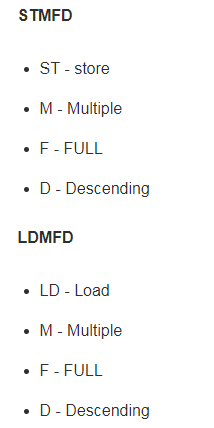 STMFD
• ST - store
• M - Multiple
• F - FULL
• D - Descending
LDMFD
• LD - Load
• M - Multiple
• F - FULL
• D - Descending